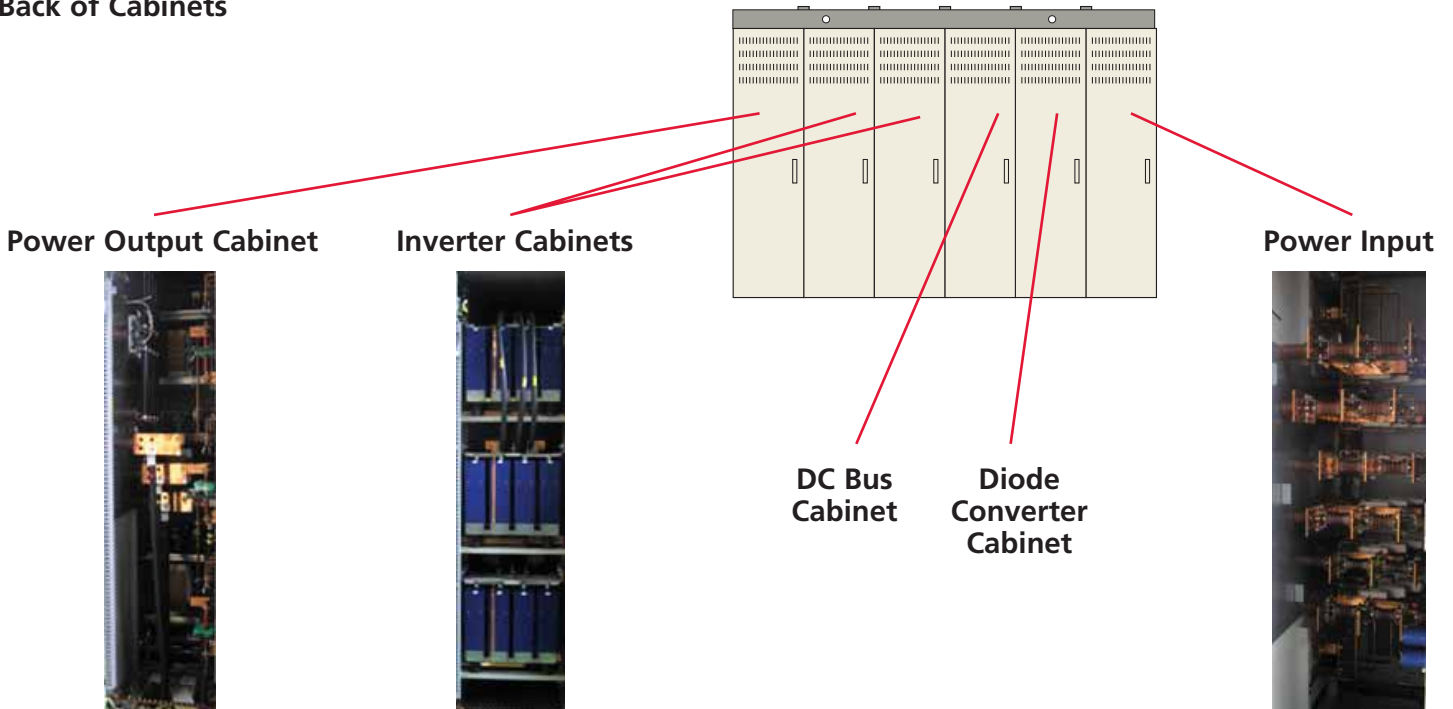 Back of Cabinets
Power Output Cabinet
Inverter Cabinets
Power Input
DC Bus
Cabinet
Diode
Converter
Cabinet